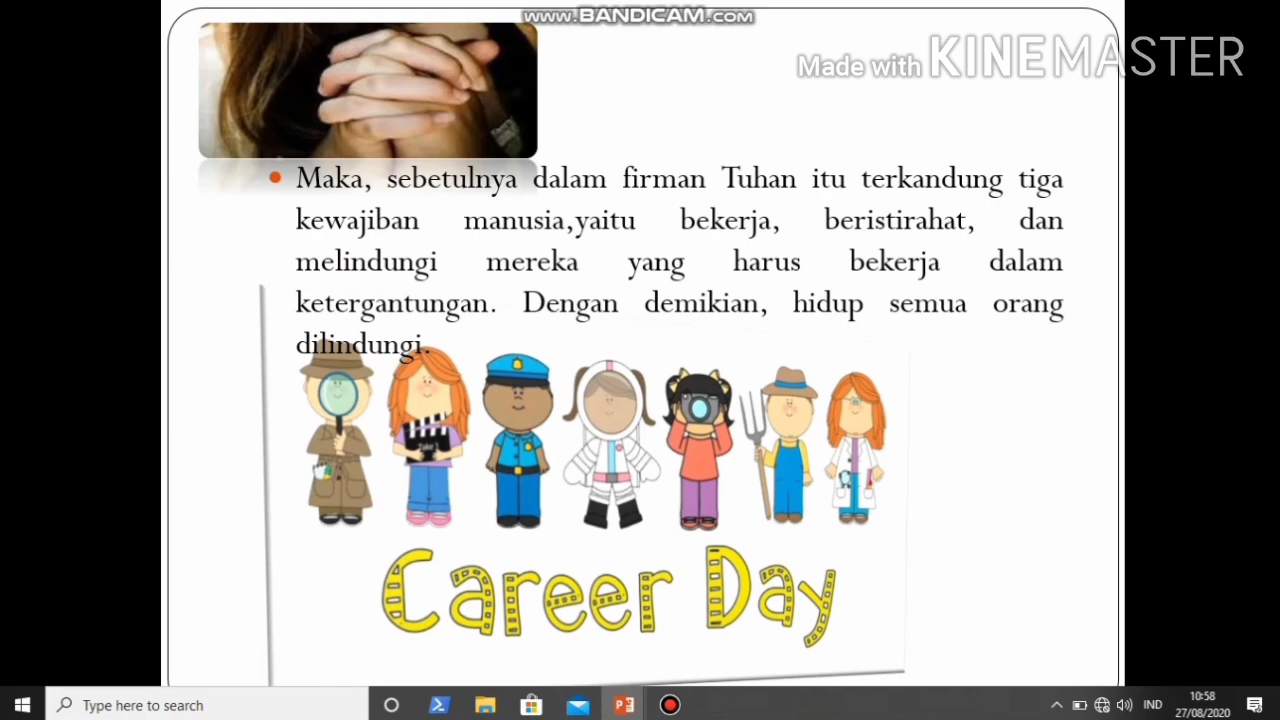 www.BANDICAM.com
Made with KINEMASTER
Maka, sebetulnya dalam firman Tuhan itu terkandung tiga
kewajiban manusia,yaitu bekerja, beristirahat, dan
melindungi mereka yang harus bekerja dalam
ketergantungan. Dengan demikian, hidup semua orang
dilindungi.
Take 1
Career Day
Type here to search
IND
10:58
27/08/2020